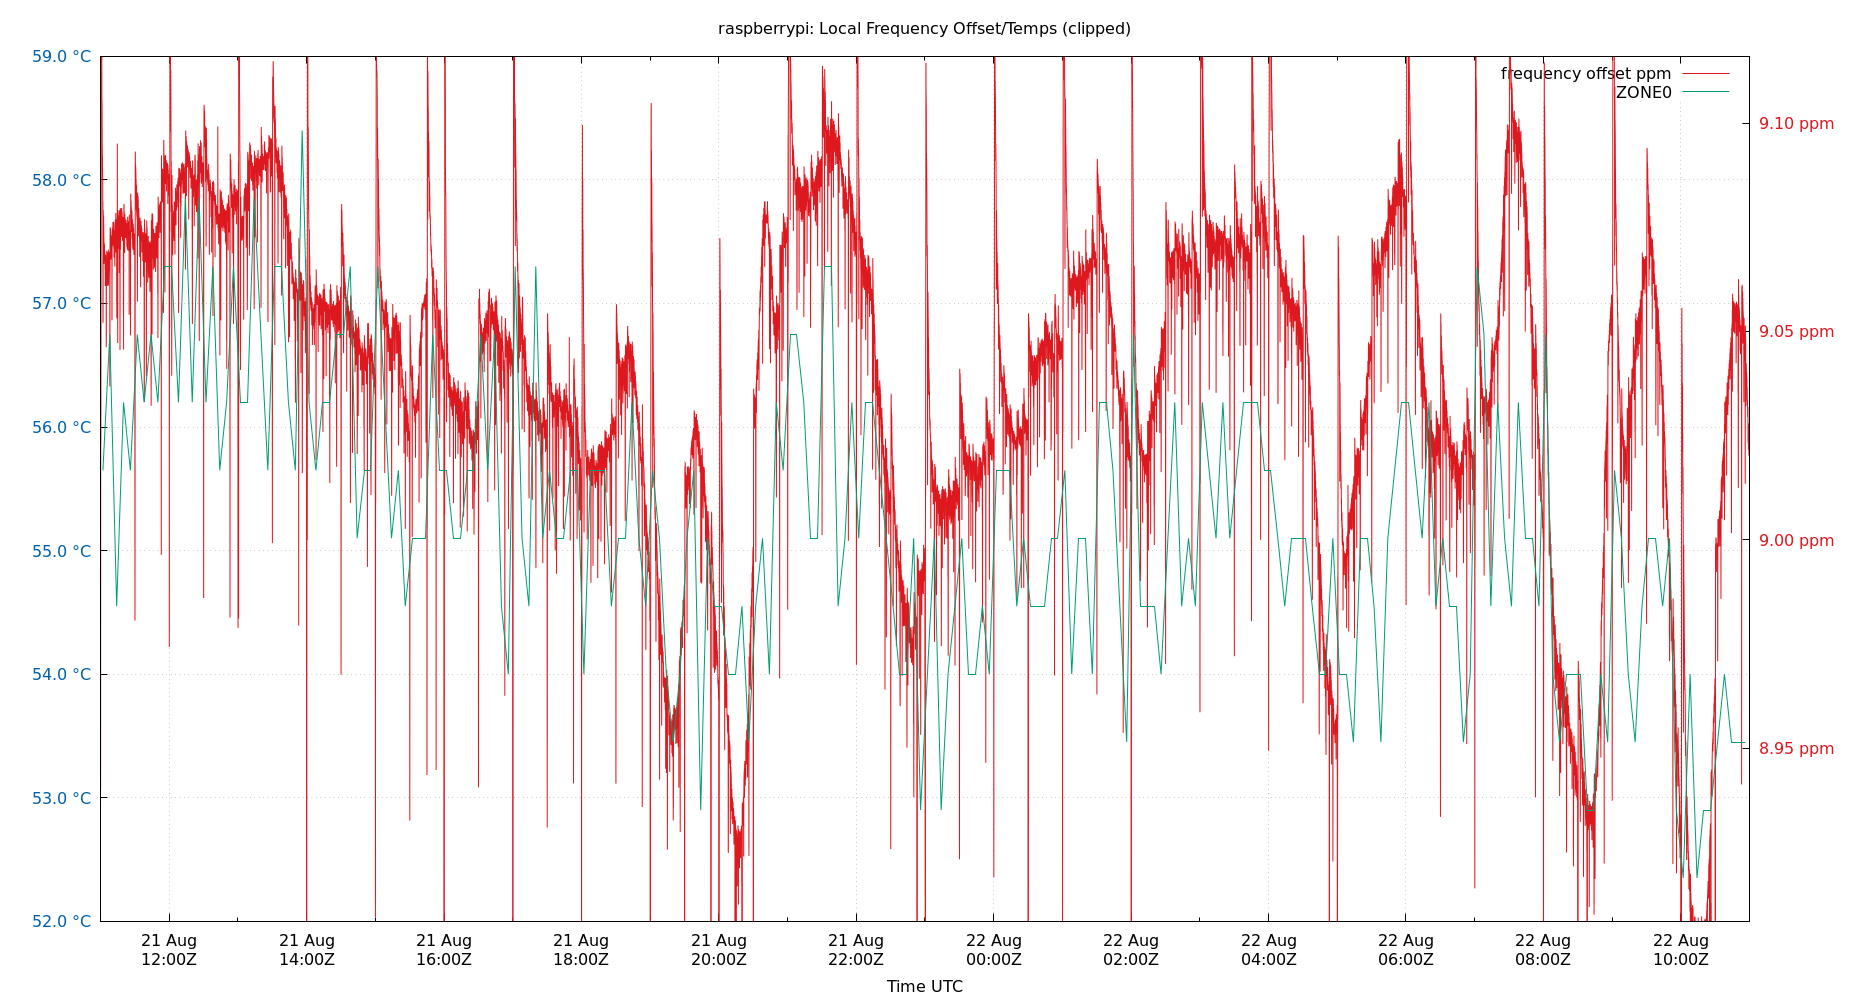 raspberrypi: Local Frequency Offset/Temps (clipped)
59.0 °C
58.0 °C
57.0 °C
56.0 °C
55.0 °C
54.0 °C
53.0 °C
52.0 °C
frequency offset ppm
ZONE0
9.10 ppm
9.05 ppm
9.00 ppm
8.95 ppm
21 Aug
12:00Z
21 Aug
14:00Z
21 Aug
16:00Z
21 Aug
18:00Z
21 Aug
20:00Z
21 Aug
22:00Z
22 Aug
00:00Z
22 Aug
02:00Z
22 Aug
04:00Z
22 Aug
06:00Z
22 Aug
08:00Z
22 Aug
10:00Z
Time UTC